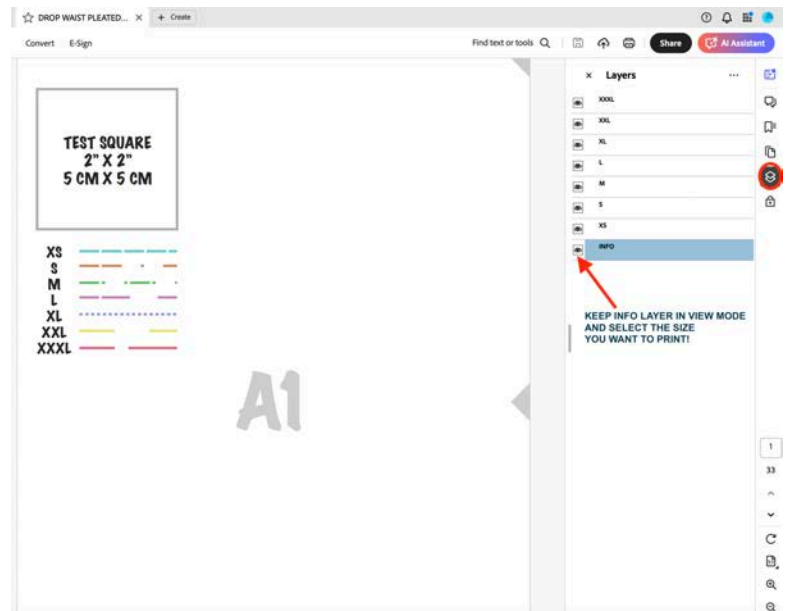 DROP WAIST PLEATED...
+ Create
Convert E-Sign
Find text or tools
Share
AI Assistant
TEST SQUARE
2" X 2"
5 CM X 5 CM
XS
S
M
L
XL
XXL
XXXL
A1
Layers
XXXL
XXL
XL
L
M
S
XS
INFO
KEEP INFO LAYER IN VIEW MODE
AND SELECT THE SIZE
YOU WANT TO PRINT!
1
33